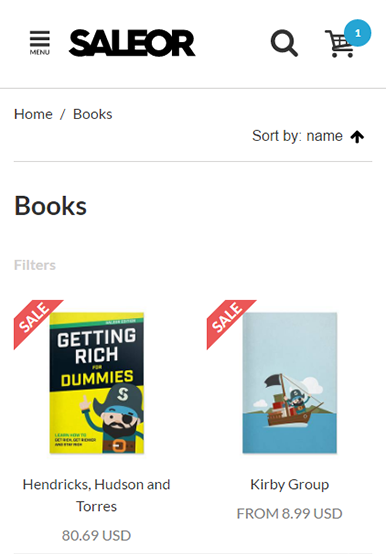 MENU
SALEOR
1
Home / Books
Sort by: name
Books
Filters
SALE
SALE
GETTING
RICH
FOR
DUMMIES
S
LEARN HOW TO
GET RICH, GET RICHER
AND STAY RICH
Hendricks, Hudson and
Torres
80.69 USD
Kirby Group
FROM 8.99 USD